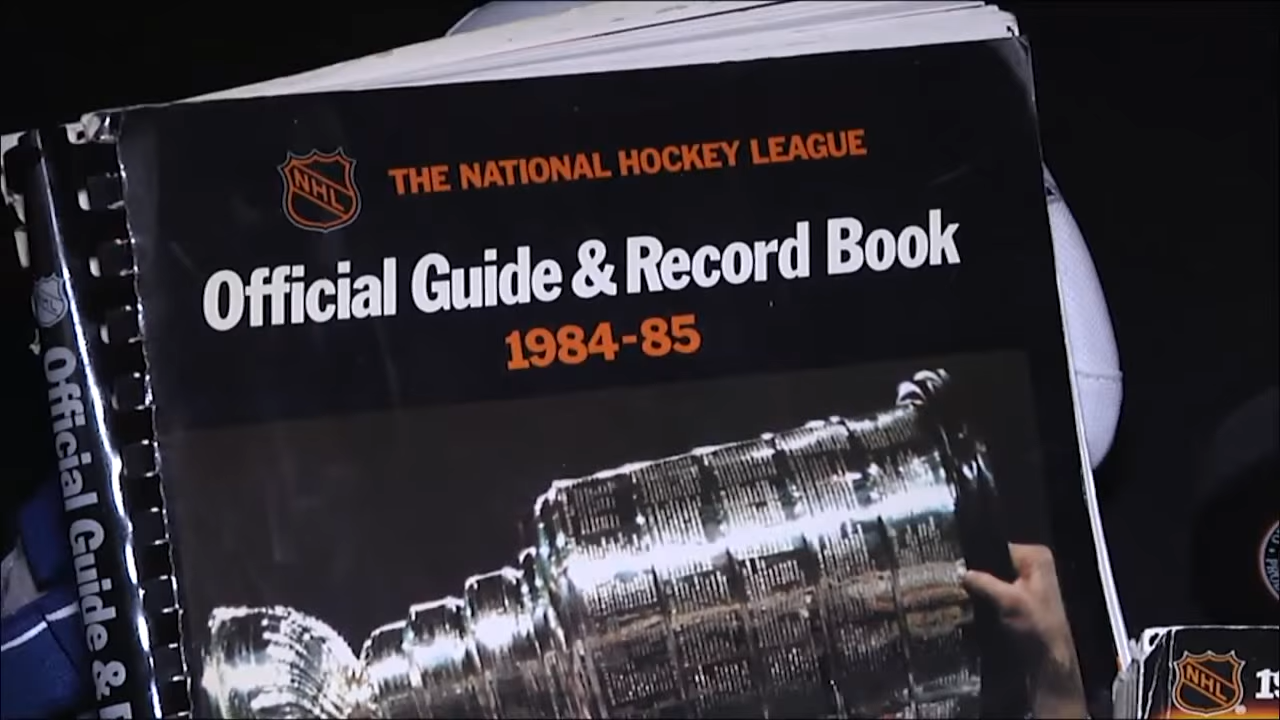 NHL
THE NATIONAL HOCKEY LEAGUE
Official Guide & Record Book
1984-85
Official Guide &
NHL